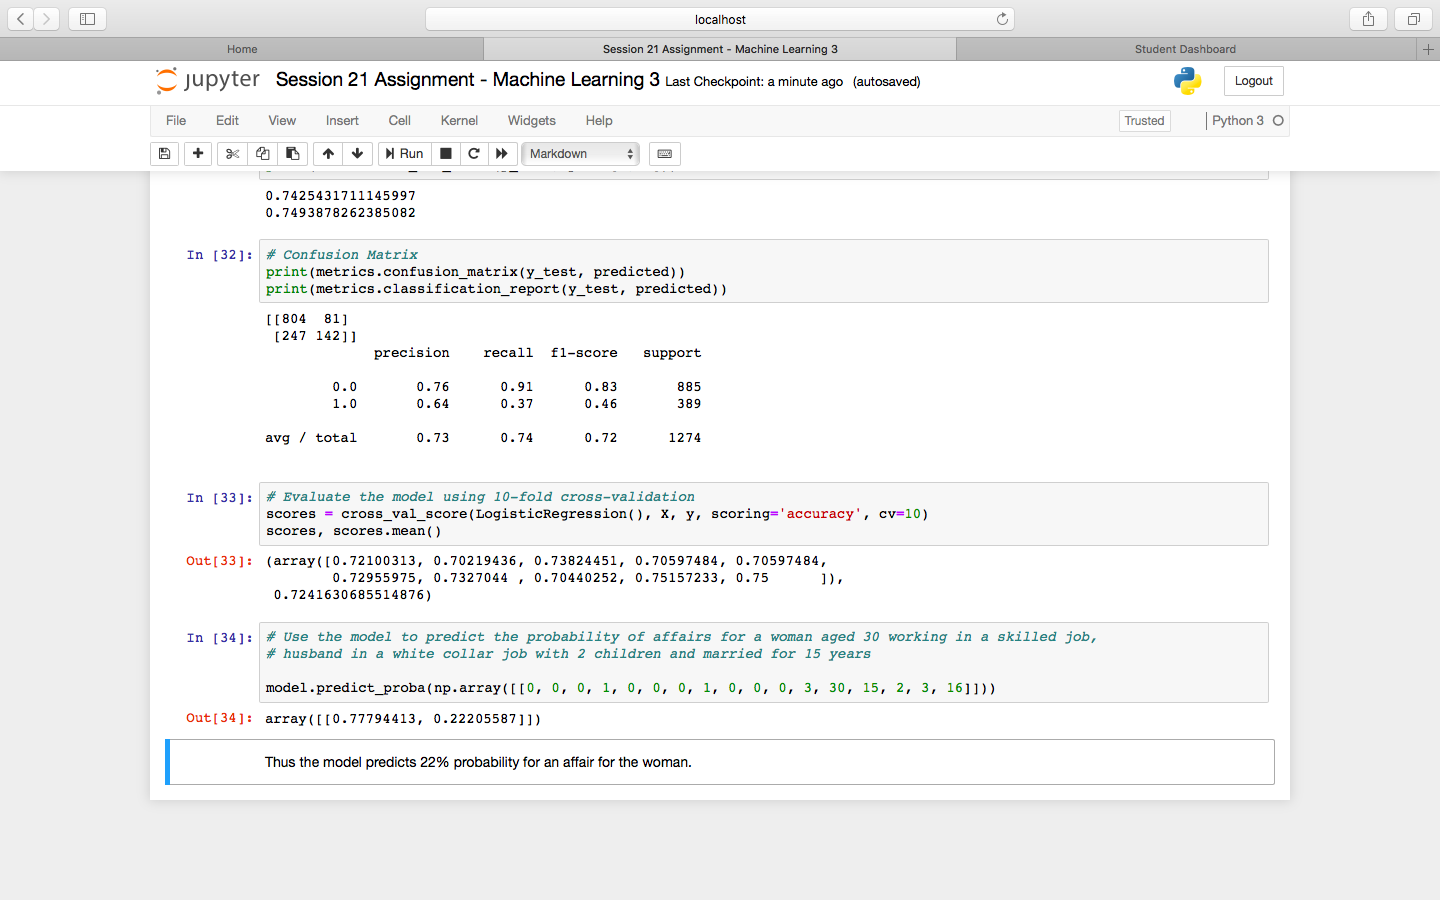 localhost
Home
Session 21 Assignment - Machine Learning 3
Student Dashboard
jupyter Session 21 Assignment - Machine Learning 3 Last Checkpoint: a minute ago (autosaved)
Logout
File Edit View Insert Cell Kernel Widgets Help
Trusted
Python 3
Run
Markdown
0.7425431711145997
0.7493878262385082
In [32]:
# Confusion Matrix
print(metrics.confusion_matrix(y_test, predicted))
print(metrics.classification_report(y_test, predicted))
[[804  81]
 [247 142]]
             precision    recall  f1-score   support

        0.0       0.76      0.91      0.83       885
        1.0       0.64      0.37      0.46       389

avg / total       0.73      0.74      0.72      1274
In [33]:
# Evaluate the model using 10-fold cross-validation
scores = cross_val_score(LogisticRegression(), X, y, scoring='accuracy', cv=10)
scores, scores.mean()
Out[33]:
(array([0.72100313, 0.70219436, 0.73824451, 0.70597484, 0.70597484,
        0.72955975, 0.7327044 , 0.70440252, 0.75157233, 0.75      ]),
 0.7241630685514876)
In [34]:
# Use the model to predict the probability of affairs for a woman aged 30 working in a skilled job,
# husband in a white collar job with 2 children and married for 15 years

model.predict_proba(np.array([[0, 0, 0, 1, 0, 0, 0, 1, 0, 0, 0, 3, 30, 15, 2, 3, 16]]))
Out[34]:
array([[0.77794413, 0.22205587]])
Thus the model predicts 22% probability for an affair for the woman.